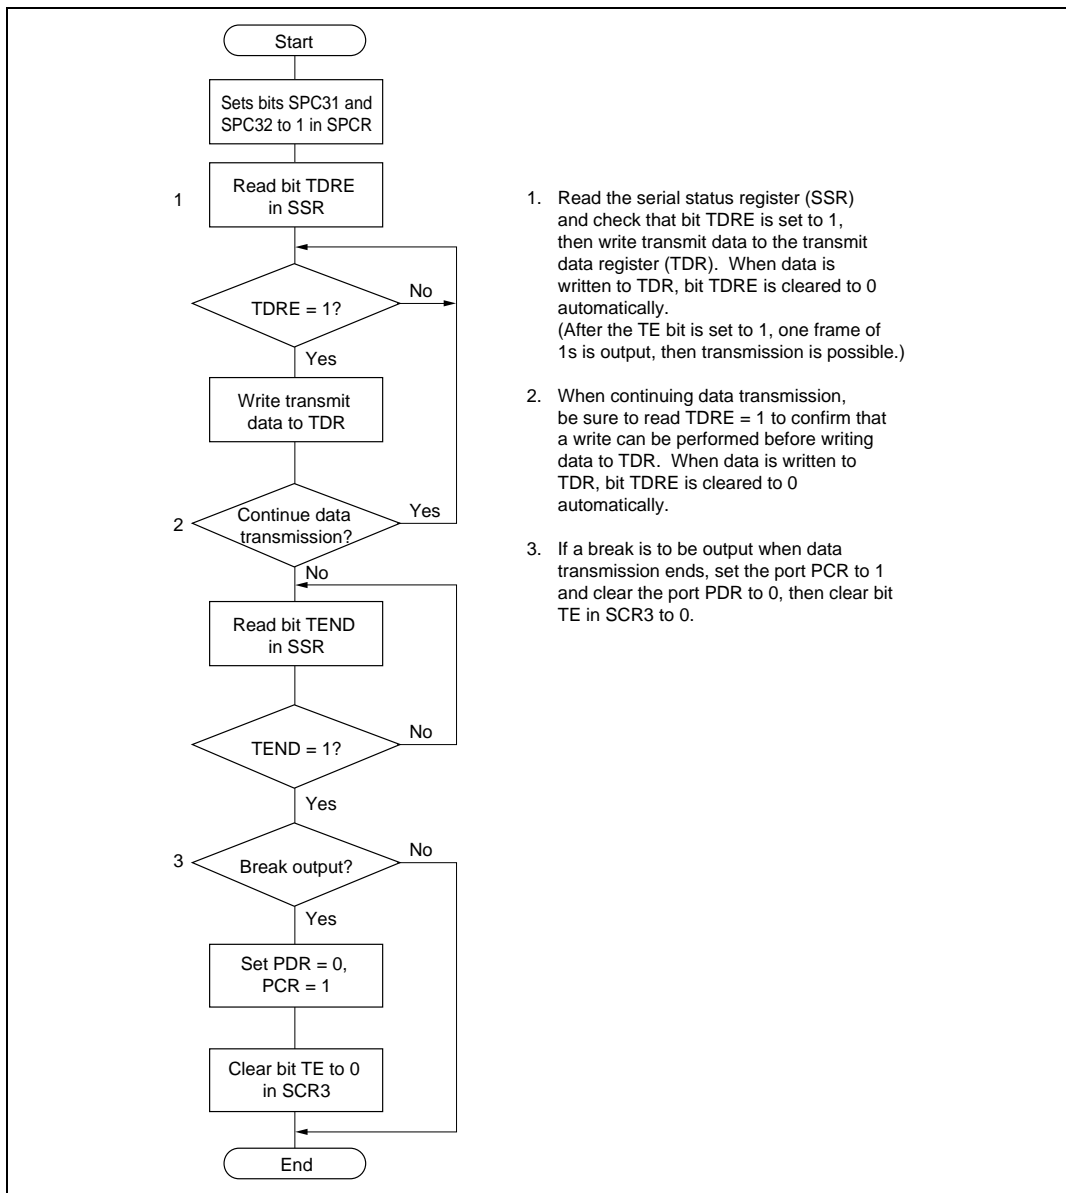 Start
Sets bits SPC31 and
SPC32 to 1 in SPCR
1
Read bit TDRE
in SSR
TDRE = 1?
No
Yes
Write transmit
data to TDR
2
Continue data
transmission?
Yes
No
Read bit TEND
in SSR
TEND = 1?
No
Yes
3
Break output?
No
Yes
Set PDR = 0,
PCR = 1
Clear bit TE to 0
in SCR3
End
1. Read the serial status register (SSR)
and check that bit TDRE is set to 1,
then write transmit data to the transmit
data register (TDR). When data is
written to TDR, bit TDRE is cleared to 0
automatically.
(After the TE bit is set to 1, one frame of
1s is output, then transmission is possible.)
2. When continuing data transmission,
be sure to read TDRE = 1 to confirm that
a write can be performed before writing
data to TDR. When data is written to
TDR, bit TDRE is cleared to 0
automatically.
3. If a break is to be output when data
transmission ends, set the port PCR to 1
and clear the port PDR to 0, then clear bit
TE in SCR3 to 0.